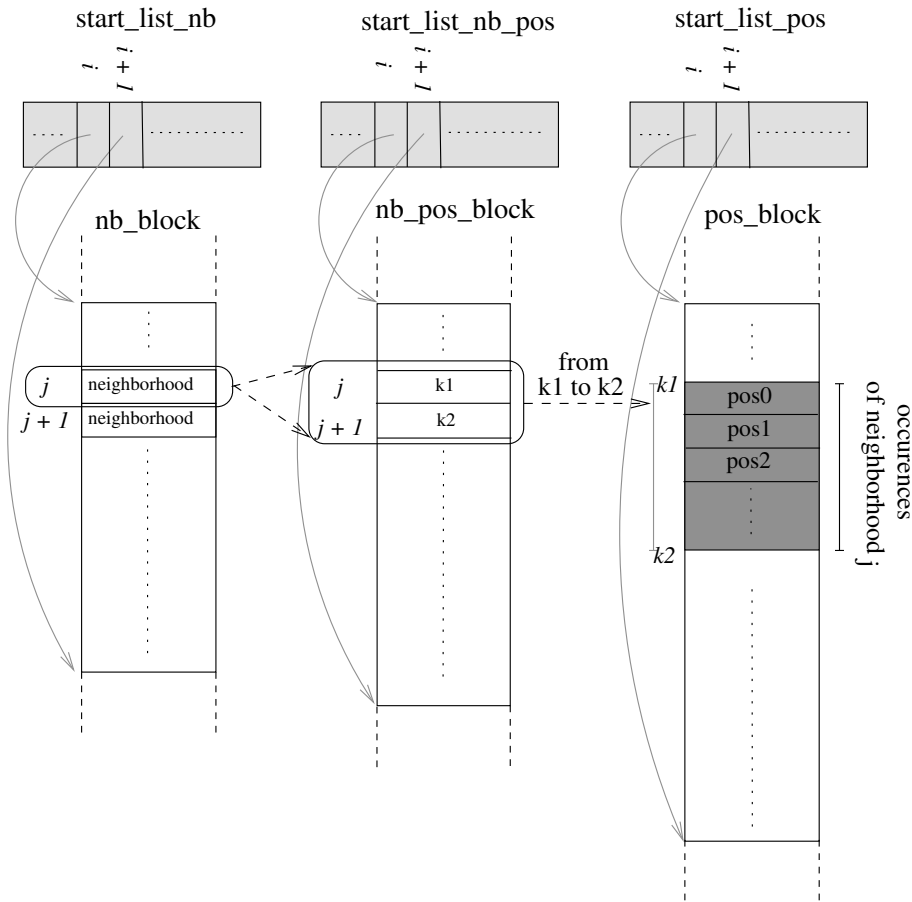 start_list_nb
start_list_nb_pos
start_list_pos
i
i + 1
i
i + 1
i
i + 1
nb_block
nb_pos_block
pos_block
j
neighborhood
j + 1
neighborhood
j
k1
j + 1
k2
from
k1 to k2
k1
pos0
pos1
pos2
k2
occurences
of neighborhood j